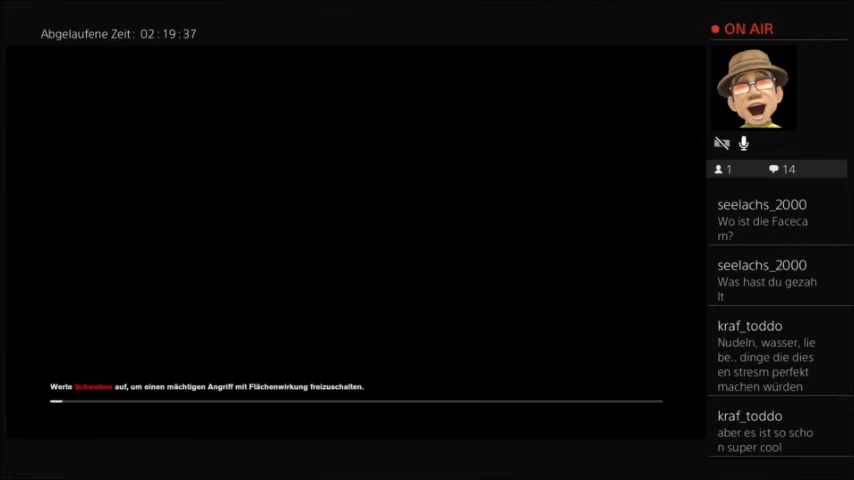 Abgelaufene Zeit: 02:19:37
ON AIR
1 14
seelachs_2000
Wo ist die Faceca
m?
seelachs_2000
Was hast du gezah
lt
kraf_toddo
Nudeln, wasser, lie
be.. dinge die dies
en stresm perfekt
machen würden
kraf_toddo
aber es ist so scho
n super cool
Werte Schweben auf, um einen mächtigen Angriff mit Flächenwirkung freizuschalten.